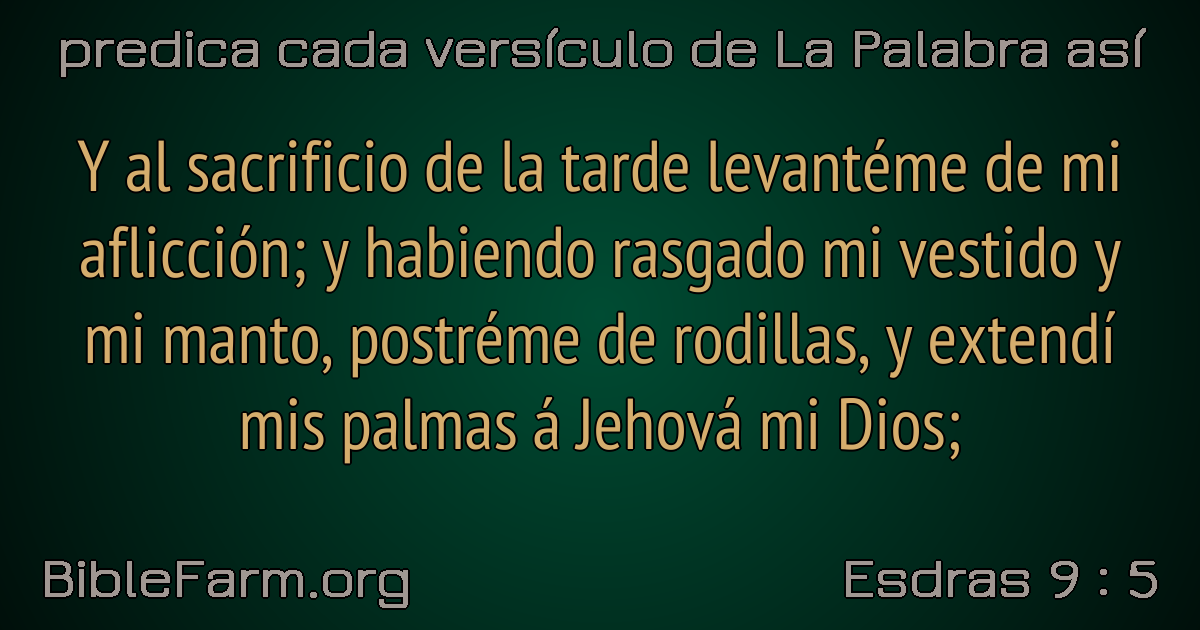 predica cada versículo de La Palabra así
Y al sacrificio de la tarde levantéme de mi
aflicción; y habiendo rasgado mi vestido y
mi manto, postréme de rodillas, y extendí
mis palmas á Jehová mi Dios;
BibleFarm.org
Esdras 9 : 5